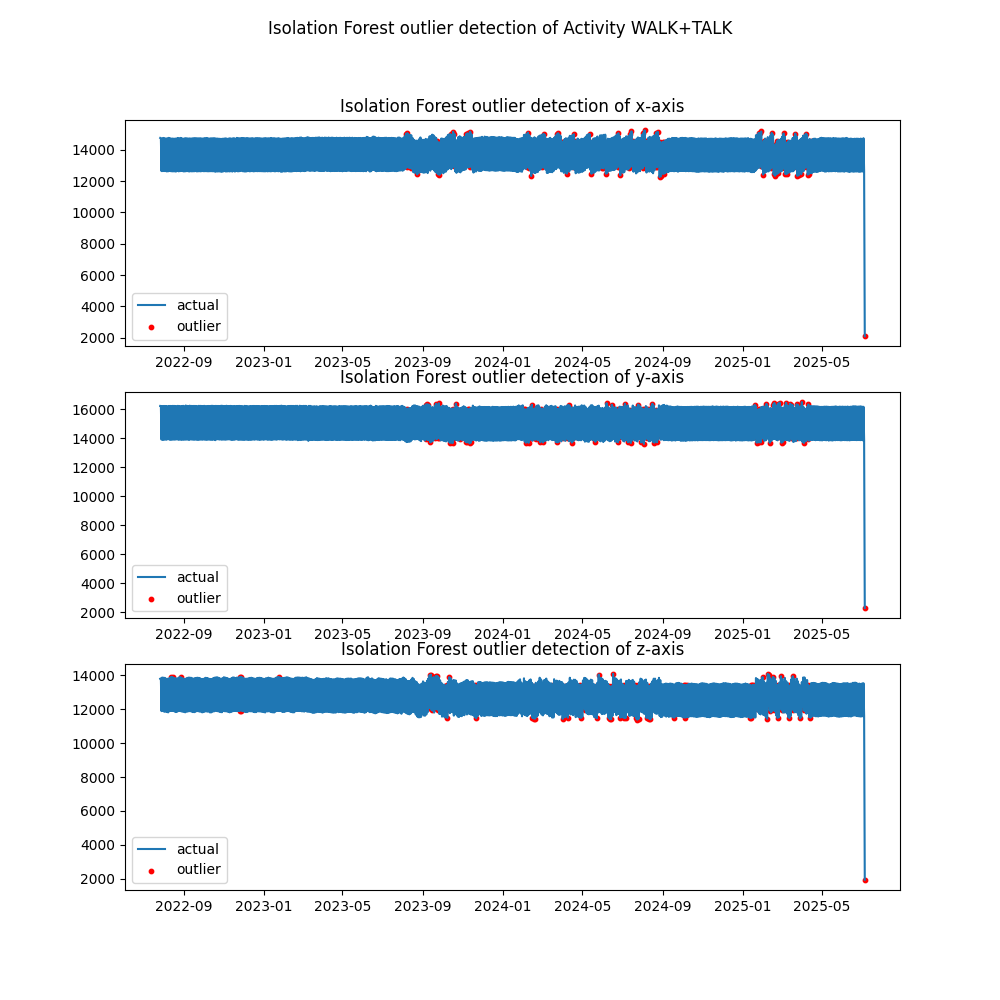 Isolation Forest outlier detection of Activity WALK+TALK
Isolation Forest outlier detection of x-axis
14000
12000
10000
8000
6000
4000
2000
actual
outlier
2022-09 2023-01 2023-05 2023-09 2024-01 2024-05 2024-09 2025-01 2025-05
Isolation Forest outlier detection of y-axis
16000
14000
12000
10000
8000
6000
4000
2000
actual
outlier
2022-09 2023-01 2023-05 2023-09 2024-01 2024-05 2024-09 2025-01 2025-05
Isolation Forest outlier detection of z-axis
14000
12000
10000
8000
6000
4000
2000
actual
outlier
2022-09 2023-01 2023-05 2023-09 2024-01 2024-05 2024-09 2025-01 2025-05